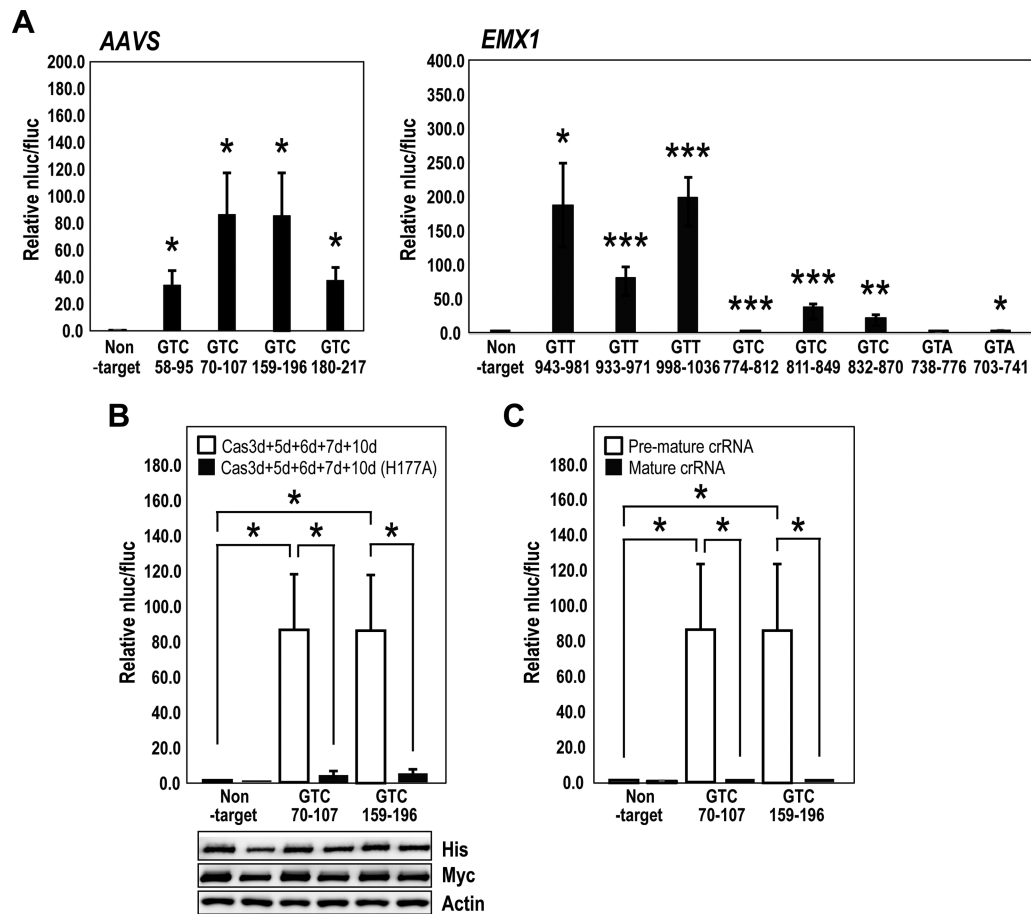 A
AAVS
Relative nluc/fluc
200.0
180.0
160.0
140.0
120.0
100.0
80.0
60.0
40.0
20.0
0.0
*
*
*
*
Non GTC GTC GTC GTC
-target 58-95 70-107 159-196 180-217
EMX1
Relative nluc/fluc
400.0
350.0
300.0
250.0
200.0
150.0
100.0
50.0
0.0
*
***
***
***
***
**
*
Non GTT GTT GTT GTC GTC GTC GTA GTA
-target 943-981 933-971 998-1036 774-812 811-849 832-870 738-776 703-741
B
Cas3d+5d+6d+7d+10d
Cas3d+5d+6d+7d+10d (H177A)
Relative nluc/fluc
180.0
160.0
140.0
120.0
100.0
80.0
60.0
40.0
20.0
0.0
*
* * *
Non GTC GTC
-target 70-107 159-196
His
Myc
Actin
C
Pre-mature crRNA
Mature crRNA
Relative nluc/fluc
180.0
160.0
140.0
120.0
100.0
80.0
60.0
40.0
20.0
0.0
*
* * *
Non GTC GTC
-target 70-107 159-196